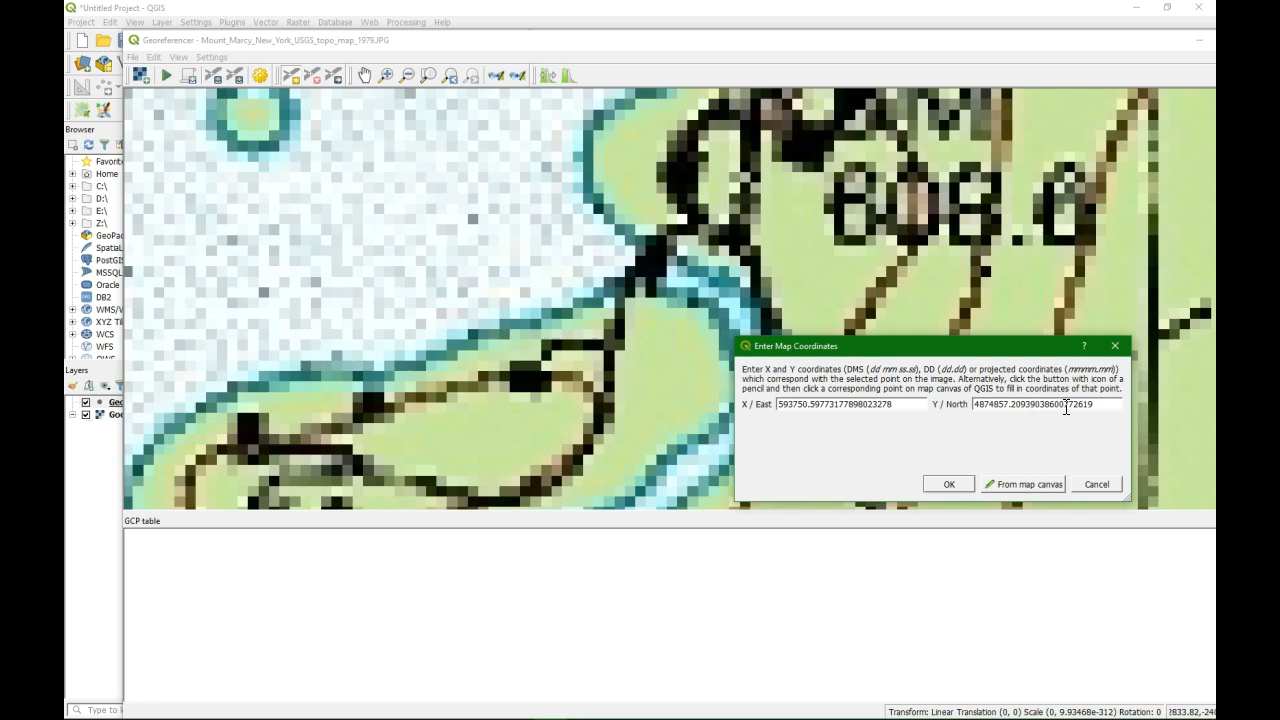 *Untitled Project - QGIS
Project Edit View Layer Settings Plugins Vector Raster Database Web Processing Help
Georeferencer - Mount_Marcy_New_York_USGS_topo_map_1979.JPG
File Edit View Settings
Browser
Favorite
Home
C:\
D:\
E:\
Z:\
GeoPac
SpatiaL
PostGIS
MSSQL
Oracle
DB2
WMS/W
XYZ Til
WCS
WFS
Layers
Geo
Goo
Enter Map Coordinates
Enter X and Y coordinates (DMS (dd mm ss.ss), DD (dd.dd) or projected coordinates (mmmm.mm))
which correspond with the selected point on the image. Alternatively, click the button with icon of a
pencil and then click a corresponding point on map canvas of QGIS to fill in coordinates of that point.
X / East 593750.59773177898023278 Y / North
OK From map canvas Cancel
GCP table
Type to l
Transform: Linear Translation (0, 0) Scale (0, 9.93468e-312) Rotation: 0